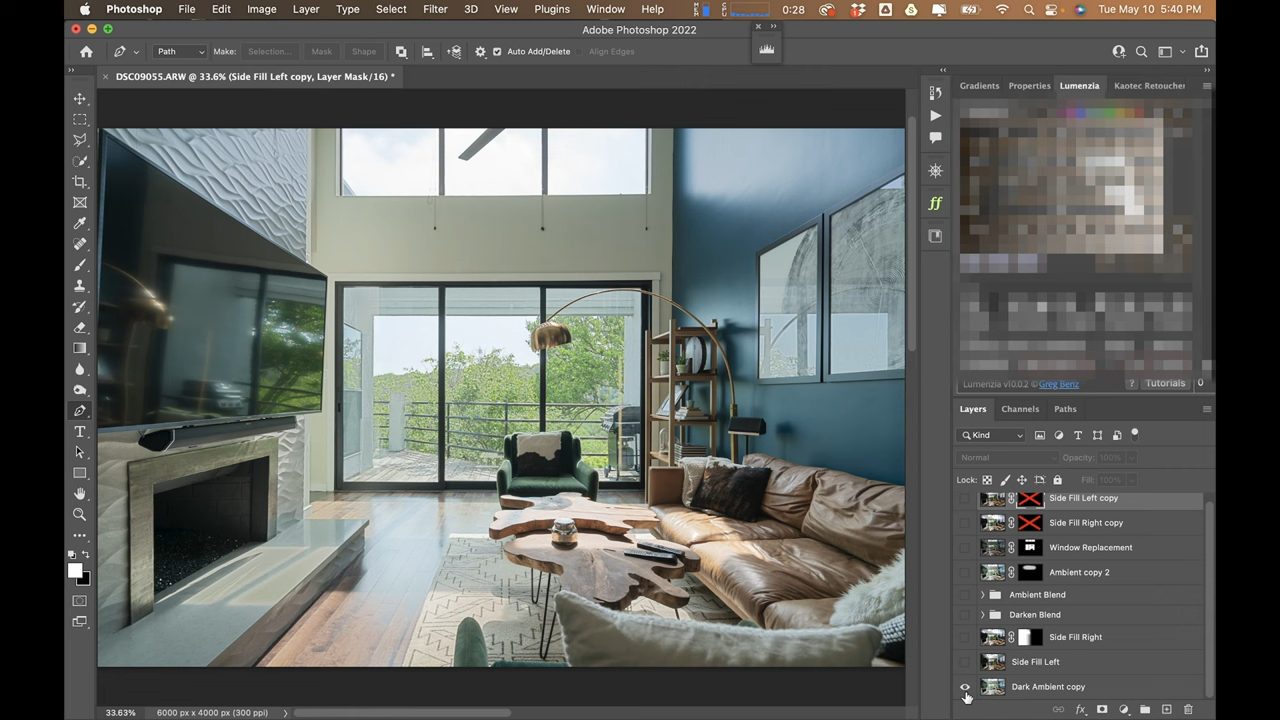 Photoshop File Edit Image Layer Type Select Filter 3D View Plugins Window Help 0:28 Tue May 10 5:40 PM
Adobe Photoshop 2022
Path Make: Selection... Mask Shape Auto Add/Delete Align Edges
DSC09055.ARW @ 33.6% (Side Fill Left copy, Layer Mask/16) *
Gradients Properties Lumenzia Kaotec Retoucher
Lumenzia v10.0.2 © Greg Benz ? Tutorials 0
Layers Channels Paths
Kind
Normal Opacity: 100%
Lock: Fill: 100%
Side Fill Left copy
Side Fill Right copy
Window Replacement
Ambient copy 2
Ambient Blend
Darken Blend
Side Fill Right
Side Fill Left
Dark Ambient copy
33.63% 6000 px x 4000 px (300 ppi)